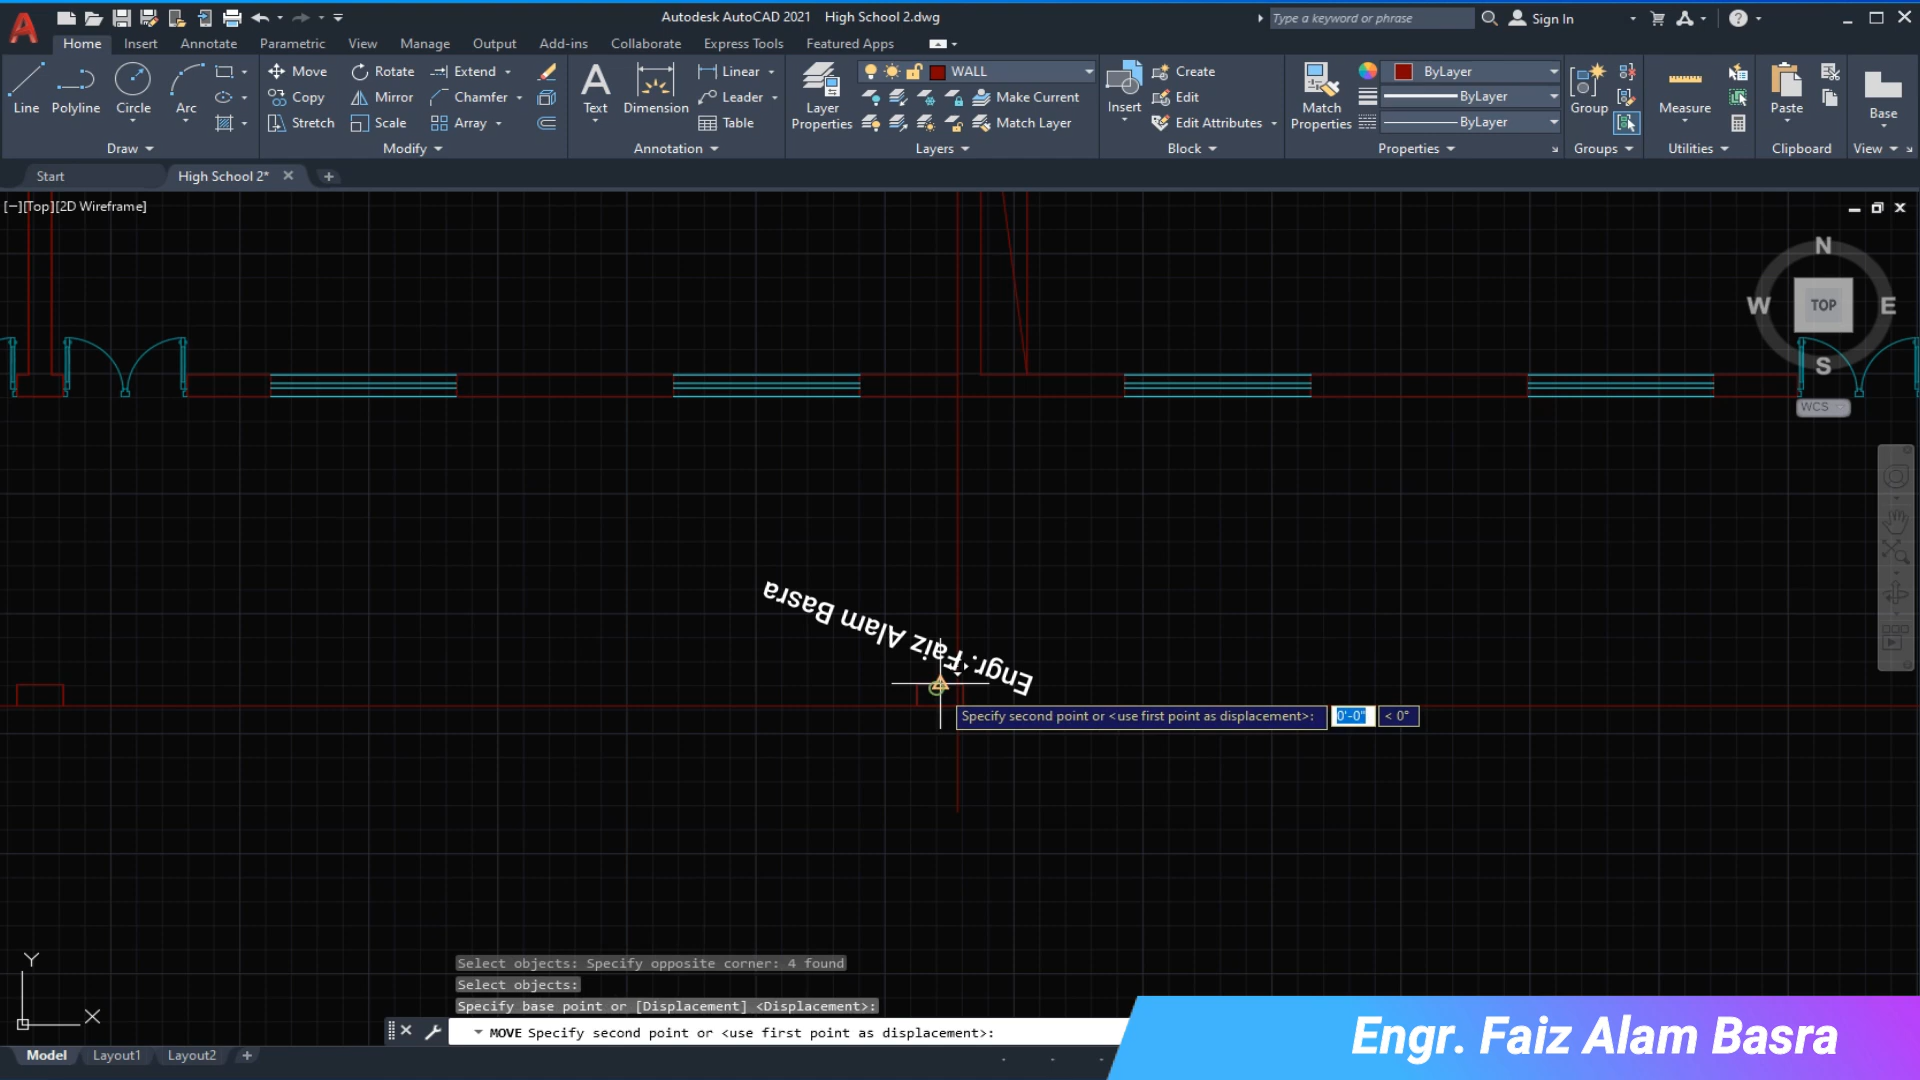 Autodesk AutoCAD 2021 High School 2.dwg
Type a keyword or phrase
Sign In
Home Insert Annotate Parametric View Manage Output Add-ins Collaborate Express Tools Featured Apps
Line Polyline Circle Arc
Move Rotate Extend
Copy Mirror Chamfer
Stretch Scale Array
Text Dimension
Linear
Leader
Table
Layer Properties
WALL
Make Current
Match Layer
Insert
Create
Edit
Edit Attributes
Match Properties
ByLayer
ByLayer
ByLayer
Group Measure Paste Base
Draw Modify Annotation Layers Block Properties Groups Utilities Clipboard View
Start High School 2*
[−][Top][2D Wireframe]
N
W TOP E
S
WCS
Engr. Faiz Alam Basra
Specify second point or <use first point as displacement>: 0'-0" < 0°
Y
X
Select objects: Specify opposite corner: 4 found
Select objects:
Specify base point or [Displacement] <Displacement>:
MOVE Specify second point or <use first point as displacement>:
Model Layout1 Layout2
Engr. Faiz Alam Basra